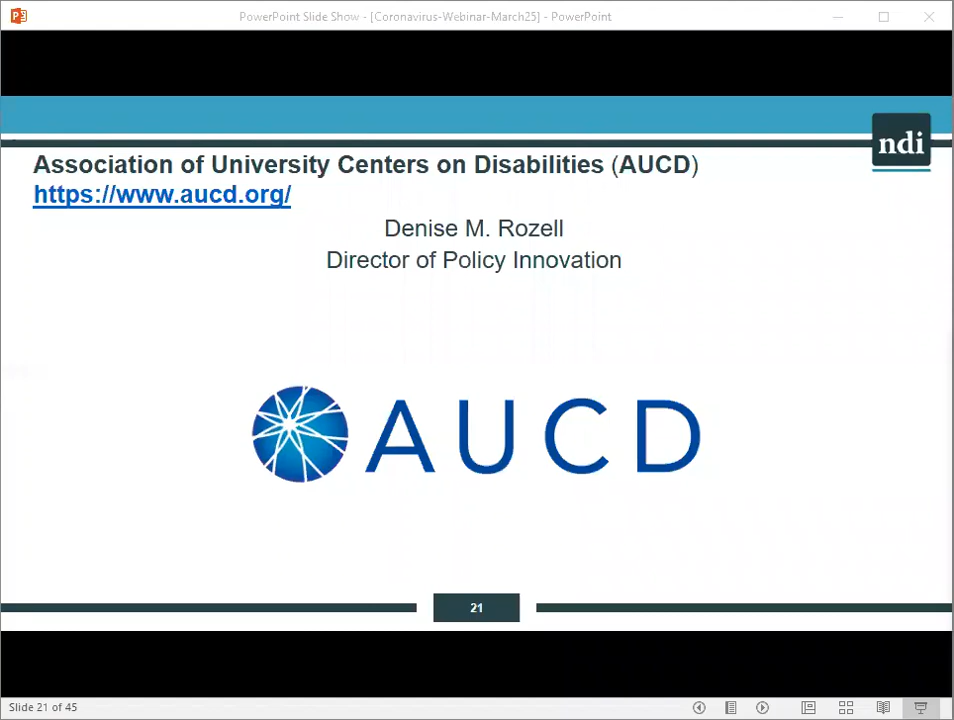 PowerPoint Slide Show - [Coronavirus-Webinar-March25] - PowerPoint
ndi
Association of University Centers on Disabilities (AUCD)
https://www.aucd.org/
Denise M. Rozell
Director of Policy Innovation
AUCD
21
Slide 21 of 45